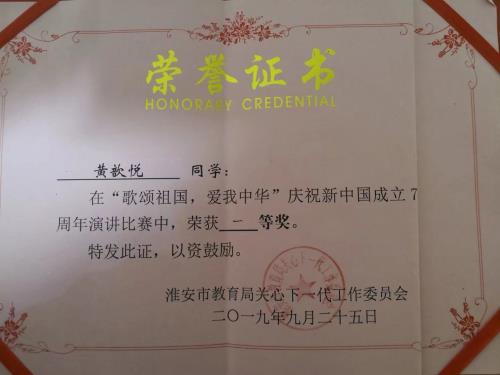 荣誉证书
HONORARY CREDENTIAL
黄歆悦 同学：
在“歌颂祖国，爱我中华”庆祝新中国成立7
周年演讲比赛中，荣获 一 等奖。
特发此证，以资鼓励。
淮安市教育局关心下一代工作委员会
二〇一九年九月二十五日